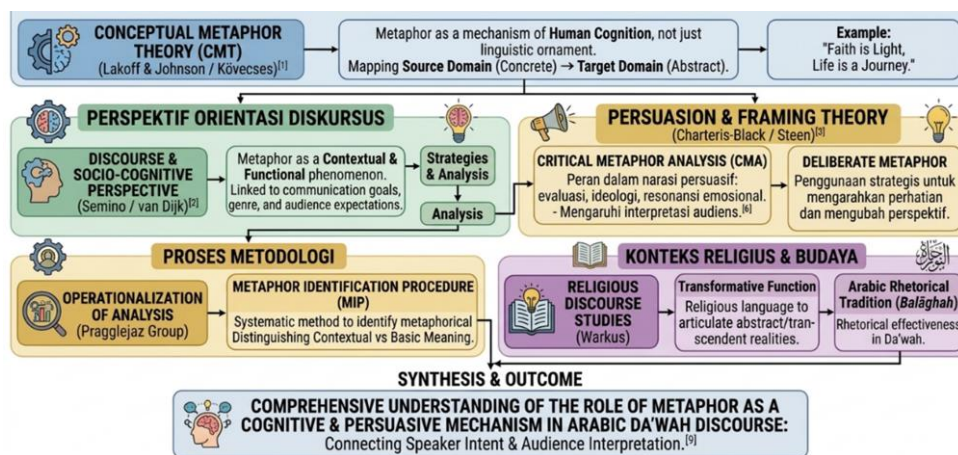 CONCEPTUAL METAPHOR
THEORY (CMT)
(Lakoff & Johnson / Kövecses)[1]
Metaphor as a mechanism of Human Cognition, not just
linguistic ornament.
Mapping Source Domain (Concrete) → Target Domain (Abstract).
Example:
"Faith is Light,
Life is a Journey."
PERSPEKTIF ORIENTASI DISKURSUS
DISCOURSE &
SOCIO-COGNITIVE
PERSPECTIVE
(Semino / van Dijk)[2]
Metaphor as a Contextual &
Functional phenomenon.
Linked to communication goals,
genre, and audience expectations.
Strategies
& Analysis
Analysis
PERSUASION & FRAMING THEORY
(Charteris-Black / Steen)[3]
CRITICAL METAPHOR ANALYSIS (CMA)
Peran dalam narasi persuasif:
evaluasi, ideologi, resonansi emosional.
- Mengaruhi interpretasi audiens.[6]
DELIBERATE METAPHOR
Penggunaan strategis untuk
mengarahkan perhatian
dan mengubah perspektif.
PROSES METODOLOGI
OPERATIONALIZATION
OF ANALYSIS
(Pragglejaz Group)
METAPHOR IDENTIFICATION PROCEDURE
(MIP)
Systematic method to identify metaphorical
Distinguishing Contextual vs Basic Meaning.
KONTEKS RELIGIUS & BUDAYA
RELIGIOUS
DISCOURSE
STUDIES
(Warkus)
Transformative Function
Religious language to
articulate abstract/tran-
scendent realities.
Arabic Rhetorical
Tradition (Balāghah)
Rhetorical effectiveness
in Da'wah.
SYNTHESIS & OUTCOME
COMPREHENSIVE UNDERSTANDING OF THE ROLE OF METAPHOR AS A
COGNITIVE & PERSUASIVE MECHANISM IN ARABIC DA'WAH DISCOURSE:
Connecting Speaker Intent & Audience Interpretation.[9]